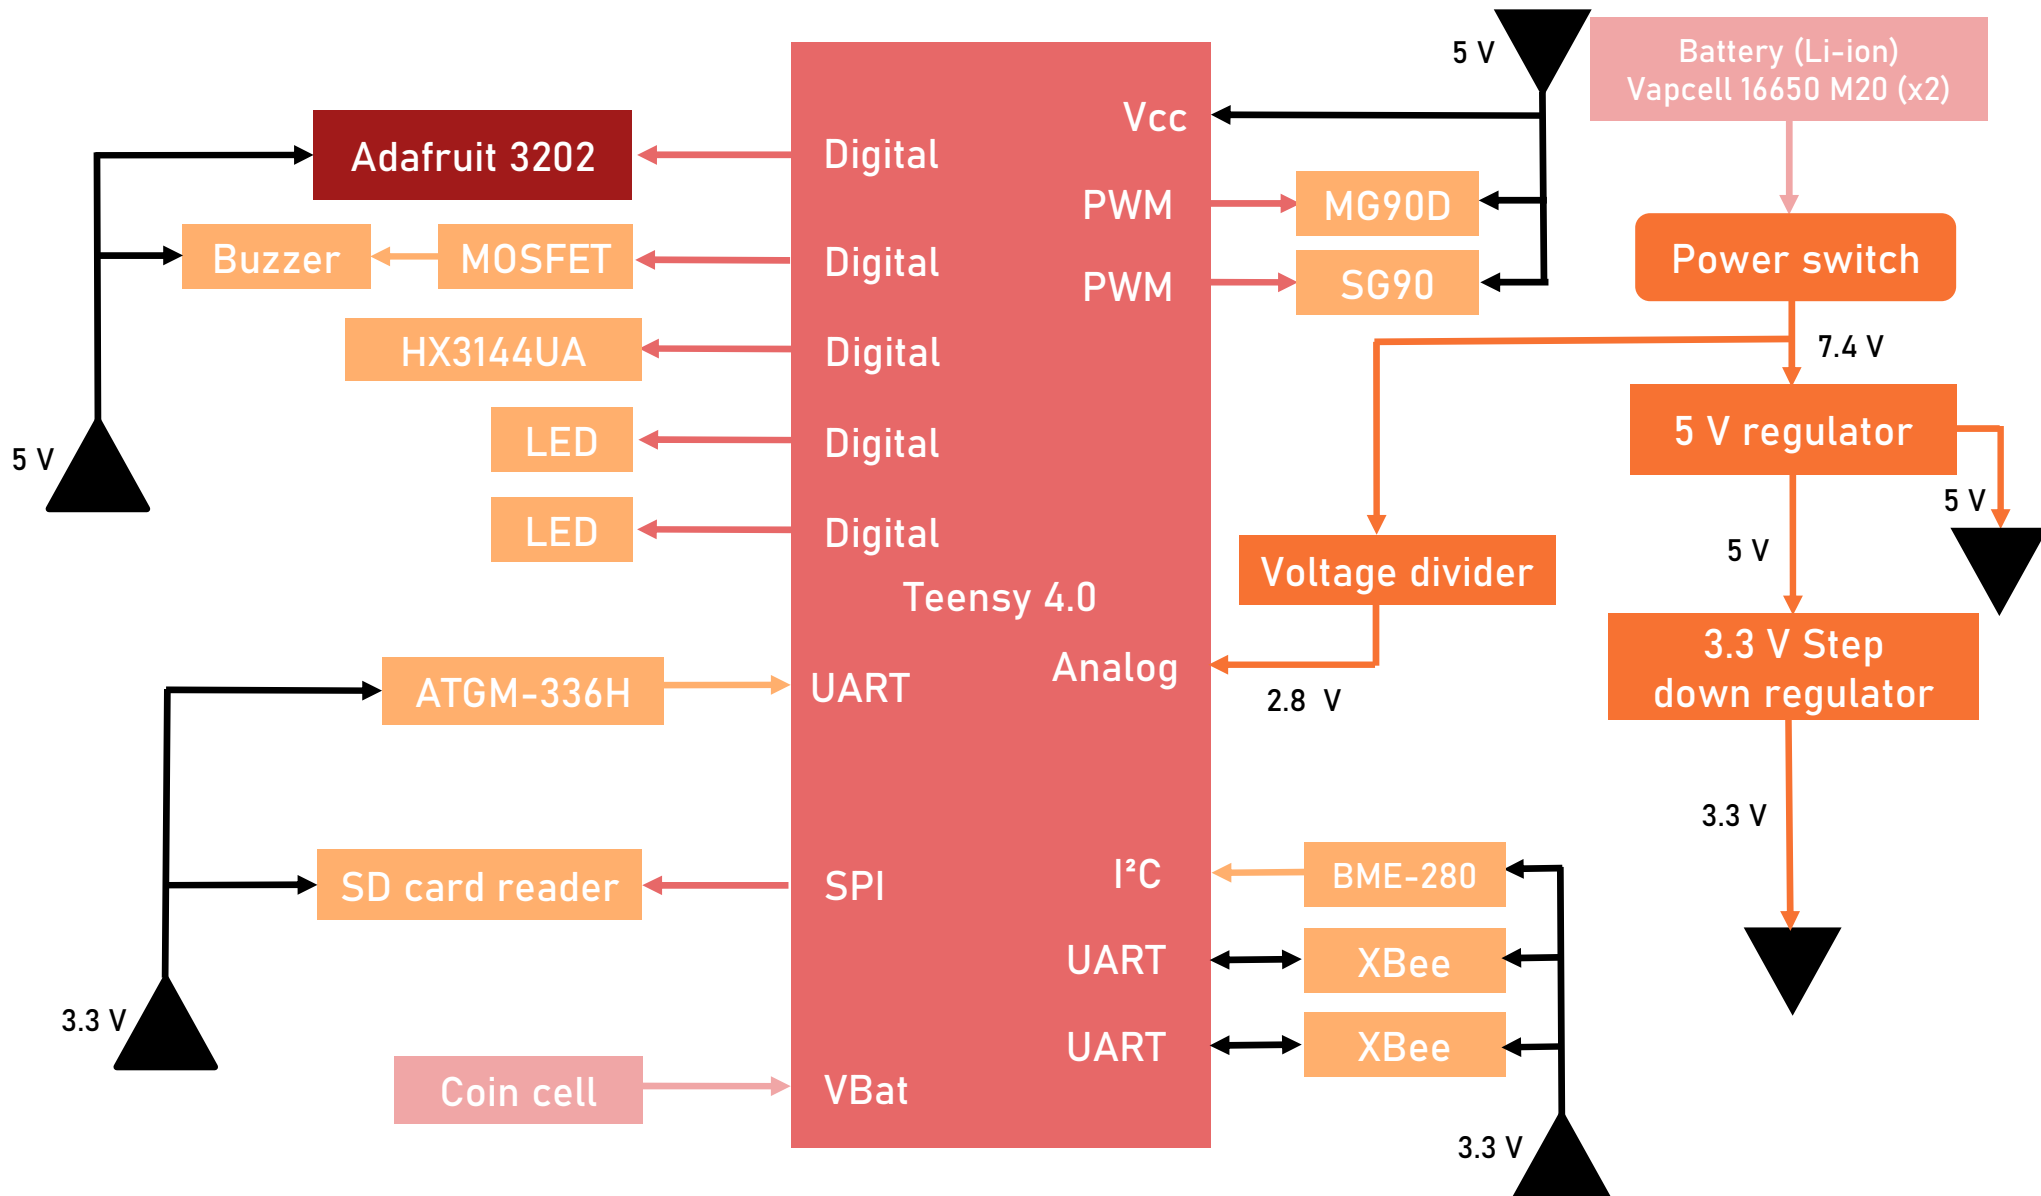 5 V
Battery (Li-ion)
Vapcell 16650 M20 (x2)
Adafruit 3202
Digital
Vcc
Buzzer
MOSFET
Digital
PWM
MG90D
PWM
SG90
Power switch
HX3144UA
Digital
7.4 V
LED
Digital
5 V regulator
5 V
LED
Digital
5 V
5 V
Voltage divider
Teensy 4.0
3.3 V Step
down regulator
ATGM-336H
UART
Analog
2.8 V
3.3 V
SD card reader
SPI
I²C
BME-280
UART
XBee
3.3 V
UART
XBee
Coin cell
VBat
3.3 V